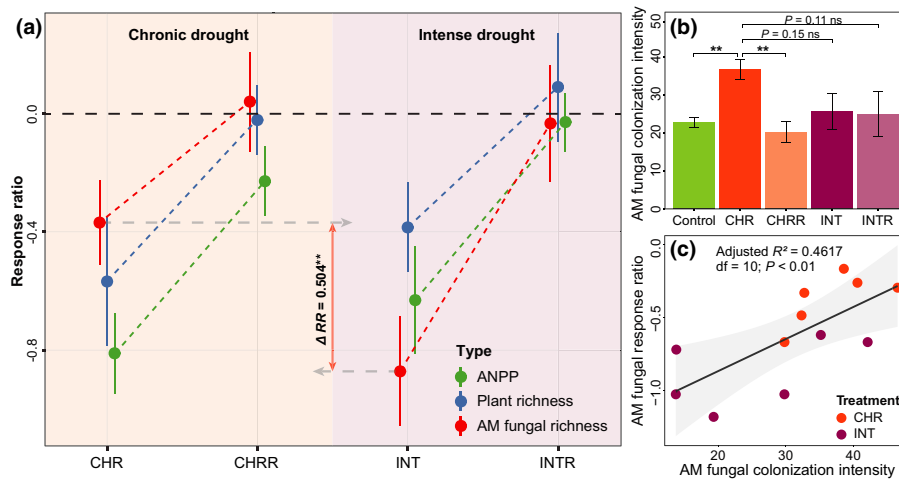 (a)
Chronic drought
Intense drought
Response ratio
0.0
−0.4
−0.8
Δ RR = 0.504**
Type
ANPP
Plant richness
AM fungal richness
CHR
CHRR
INT
INTR
(b)
AM fungal colonization intensity
50
40
30
20
10
0
P = 0.11 ns
P = 0.15 ns
**
**
Control
CHR
CHRR
INT
INTR
(c)
Adjusted R² = 0.4617
df = 10; P < 0.01
AM fungal response ratio
0.0
−0.5
−1.0
Treatment
CHR
INT
20
30
40
AM fungal colonization intensity